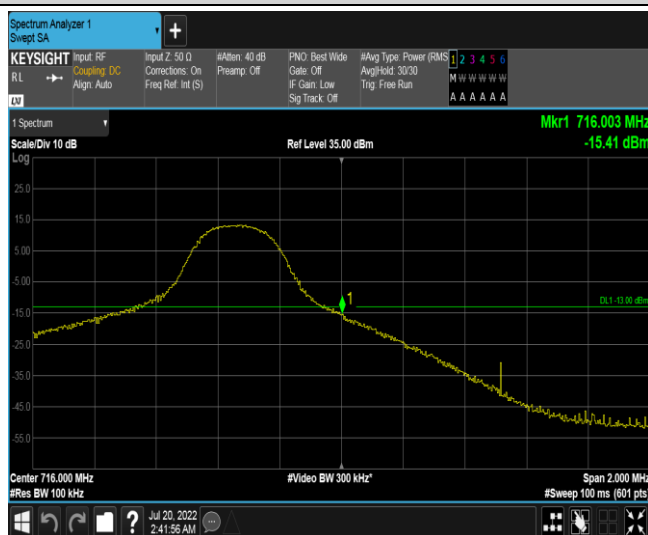 Spectrum Analyzer 1
Swept SA
KEYSIGHT
RL
Input: RF
Coupling: DC
Align: Auto
Input Z: 50 Ω
Corrections: On
Freq Ref: Int (S)
#Atten: 40 dB
Preamp: Off
PNO: Best Wide
Gate: Off
IF Gain: Low
Sig Track: Off
#Avg Type: Power (RMS
Avg|Hold: 30/30
Trig: Free Run
1 2 3 4 5 6
M W W W W W
A A A A A A
LXI
1 Spectrum
Scale/Div 10 dB
Ref Level 35.00 dBm
Mkr1 716.003 MHz
-15.41 dBm
Log
25.0
15.0
5.00
-5.00
-15.0
-25.0
-35.0
-45.0
-55.0
1
DL1 -13.00 dBm
Center 716.000 MHz
#Res BW 100 kHz
#Video BW 300 kHz*
Span 2.000 MHz
#Sweep 100 ms (601 pts)
Jul 20, 2022
2:41:56 AM